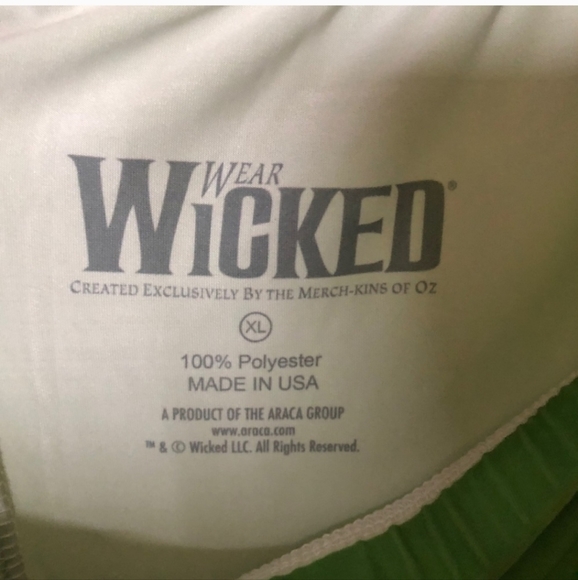 WEAR
WiCKED®
CREATED EXCLUSIVELY BY THE MERCH-KINS OF OZ
XL
100% Polyester
MADE IN USA
A PRODUCT OF THE ARACA GROUP
www.araca.com
™ & © Wicked LLC. All Rights Reserved.